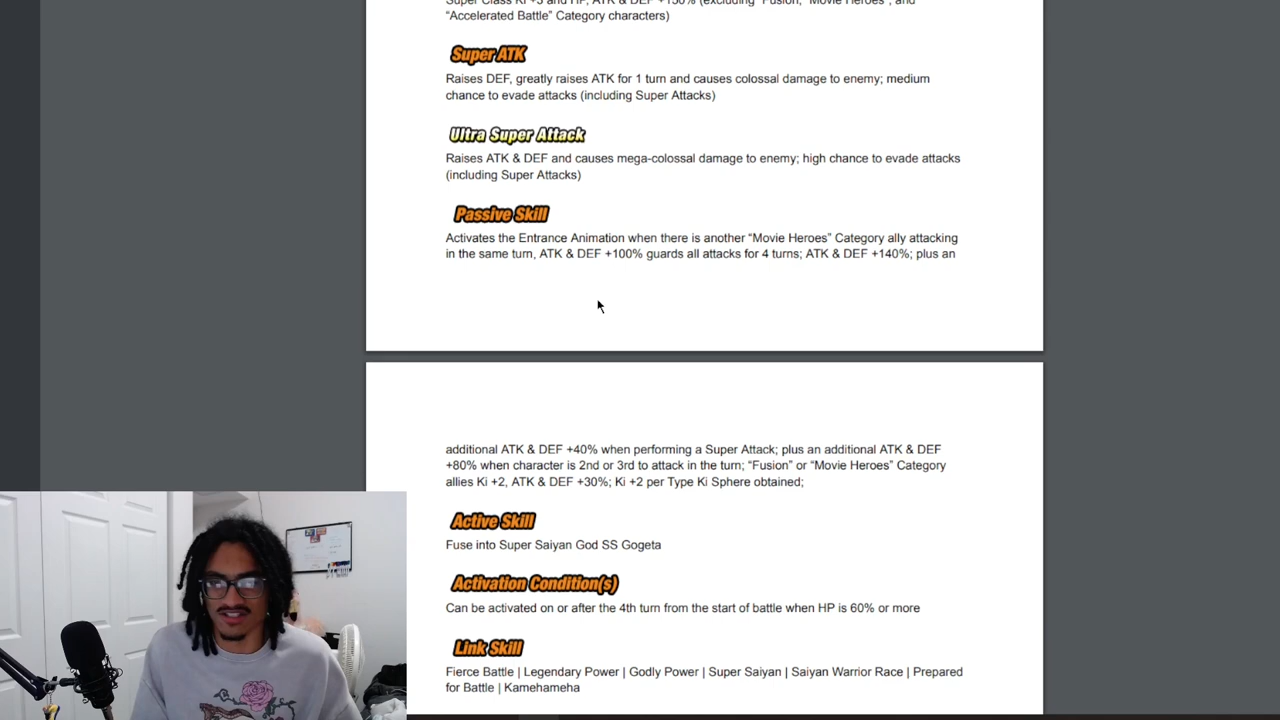 Super Class Ki +3 and HP, ATK & DEF +150% (excluding "Fusion," "Movie Heroes", and
"Accelerated Battle" Category characters)
Super ATK
Raises DEF, greatly raises ATK for 1 turn and causes colossal damage to enemy; medium
chance to evade attacks (including Super Attacks)
Ultra Super Attack
Raises ATK & DEF and causes mega-colossal damage to enemy; high chance to evade attacks
(including Super Attacks)
Passive Skill
Activates the Entrance Animation when there is another “Movie Heroes” Category ally attacking
in the same turn, ATK & DEF +100% guards all attacks for 4 turns; ATK & DEF +140%; plus an
additional ATK & DEF +40% when performing a Super Attack; plus an additional ATK & DEF
+80% when character is 2nd or 3rd to attack in the turn; “Fusion” or “Movie Heroes” Category
allies Ki +2, ATK & DEF +30%; Ki +2 per Type Ki Sphere obtained;
Active Skill
Fuse into Super Saiyan God SS Gogeta
Activation Condition(s)
Can be activated on or after the 4th turn from the start of battle when HP is 60% or more
Link Skill
Fierce Battle | Legendary Power | Godly Power | Super Saiyan | Saiyan Warrior Race | Prepared
for Battle | Kamehameha